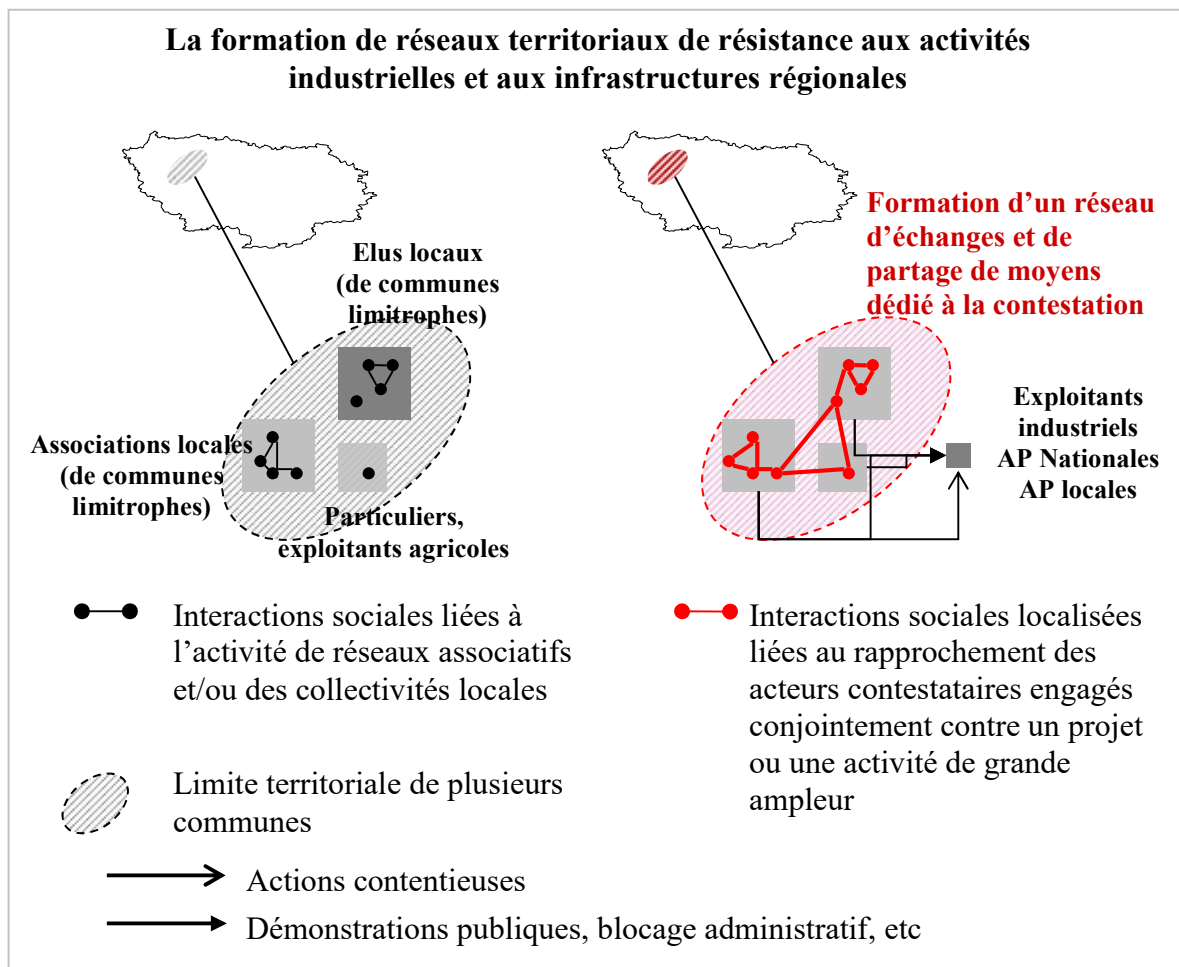 La formation de réseaux territoriaux de résistance aux activités
industrielles et aux infrastructures régionales
Elus locaux
(de communes
limitrophes)
Associations locales
(de communes
limitrophes)
Particuliers,
exploitants agricoles
Formation d’un réseau
d’échanges et de
partage de moyens
dédié à la contestation
Exploitants
industriels
AP Nationales
AP locales
Interactions sociales liées à
l’activité de réseaux associatifs
et/ou des collectivités locales
Interactions sociales localisées
liées au rapprochement des
acteurs contestataires engagés
conjointement contre un projet
ou une activité de grande
ampleur
Limite territoriale de plusieurs
communes
Actions contentieuses
Démonstrations publiques, blocage administratif, etc